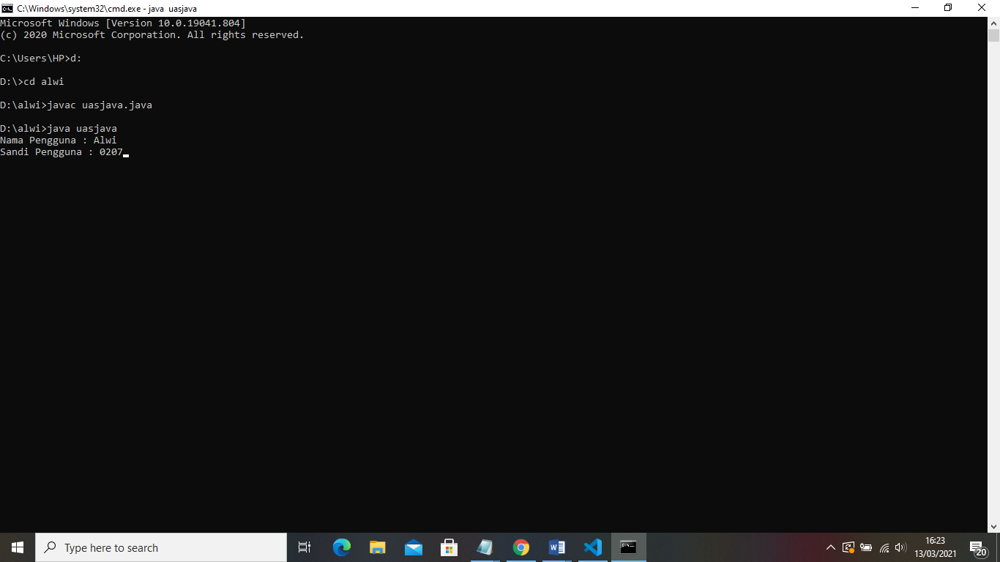 C:\Windows\system32\cmd.exe - java  uasjava
Microsoft Windows [Version 10.0.19041.804]
(c) 2020 Microsoft Corporation. All rights reserved.
C:\Users\HP>d:
D:\>cd alwi
D:\alwi>javac uasjava.java
D:\alwi>java uasjava
Nama Pengguna : Alwi
Sandi Pengguna : 0207
Type here to search
16:23
13/03/2021
20